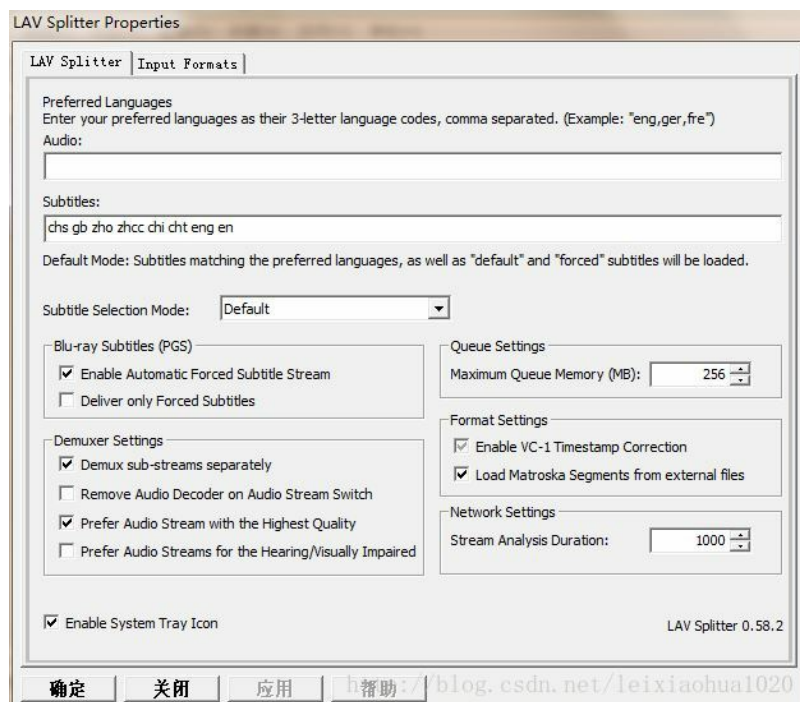 LAV Splitter Properties
LAV Splitter
Input Formats
Preferred Languages
Enter your preferred languages as their 3-letter language codes, comma separated. (Example: "eng,ger,fre")
Audio:
Subtitles:
chs gb zho zhcc chi cht eng en
Default Mode: Subtitles matching the preferred languages, as well as "default" and "forced" subtitles will be loaded.
Subtitle Selection Mode: Default
Blu-ray Subtitles (PGS)
Enable Automatic Forced Subtitle Stream
Deliver only Forced Subtitles
Queue Settings
Maximum Queue Memory (MB): 256
Demuxer Settings
Demux sub-streams separately
Remove Audio Decoder on Audio Stream Switch
Prefer Audio Stream with the Highest Quality
Prefer Audio Streams for the Hearing/Visually Impaired
Format Settings
Enable VC-1 Timestamp Correction
Load Matroska Segments from external files
Network Settings
Stream Analysis Duration: 1000
Enable System Tray Icon
LAV Splitter 0.58.2
确定 关闭 应用 帮助
://blog.csdn.net/leixiaohua1020